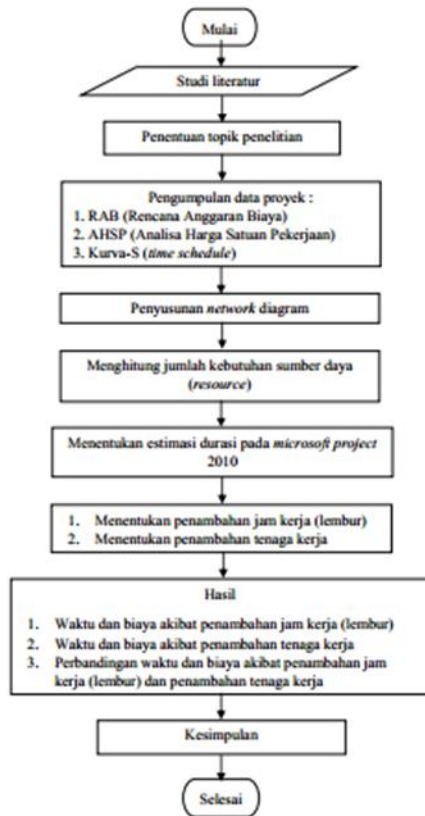 Mulai
Studi literatur
Penentuan topik penelitian
Pengumpulan data proyek :
1. RAB (Rencana Anggaran Biaya)
2. AHSP (Analisa Harga Satuan Pekerjaan)
3. Kurva-S (time schedule)
Penyusunan network diagram
Menghitung jumlah kebutuhan sumber daya
(resource)
Menentukan estimasi durasi pada microsoft project
2010
1. Menentukan penambahan jam kerja (lembur)
2. Menentukan penambahan tenaga kerja
Hasil
1. Waktu dan biaya akibat penambahan jam kerja (lembur)
2. Waktu dan biaya akibat penambahan tenaga kerja
3. Perbandingan waktu dan biaya akibat penambahan jam
kerja (lembur) dan penambahan tenaga kerja
Kesimpulan
Selesai